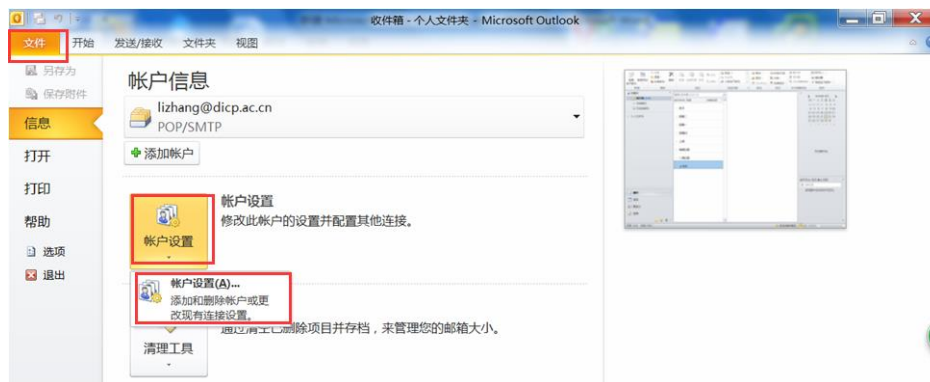 收件箱 - 个人文件夹 - Microsoft Outlook
文件 开始 发送/接收 文件夹 视图
另存为
保存附件
信息
打开
打印
帮助
选项
退出
帐户信息
lizhang@dicp.ac.cn
POP/SMTP
添加帐户
帐户设置
帐户设置
修改此帐户的设置并配置其他连接。
帐户设置(A)...
添加和删除帐户或更
改现有连接设置。
通过清空已删除项目并存档，来管理您的邮箱大小。
清理工具